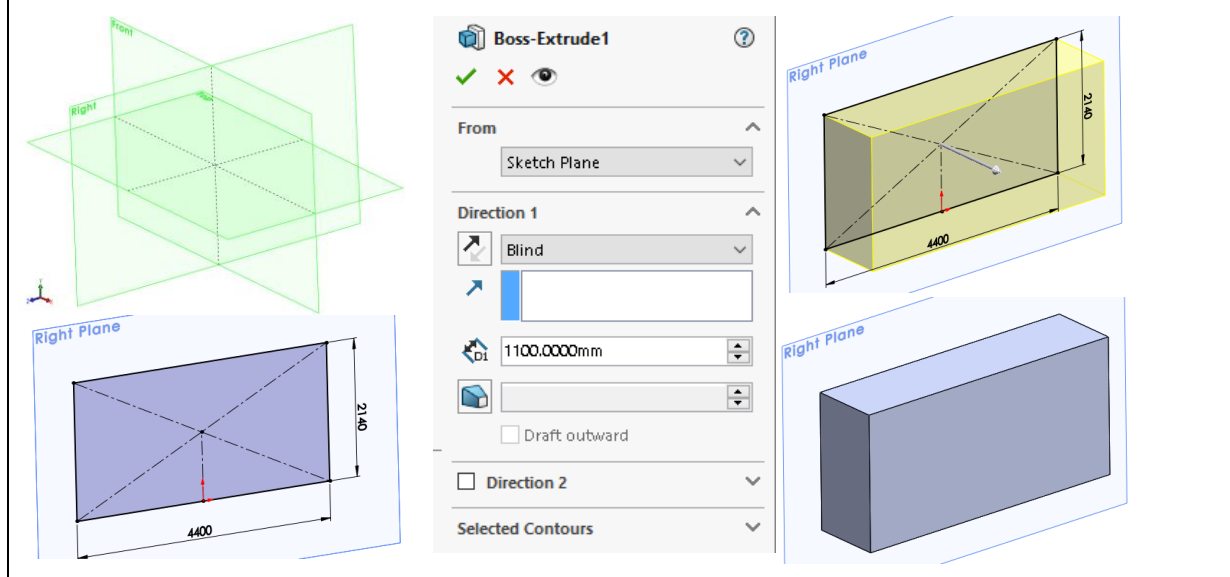 Front
Right
Right Plane
2140
4400
Boss-Extrude1
?
From
Sketch Plane
Direction 1
Blind
D1
1100.0000mm
Draft outward
Direction 2
Selected Contours
Right Plane
2140
4400
Right Plane